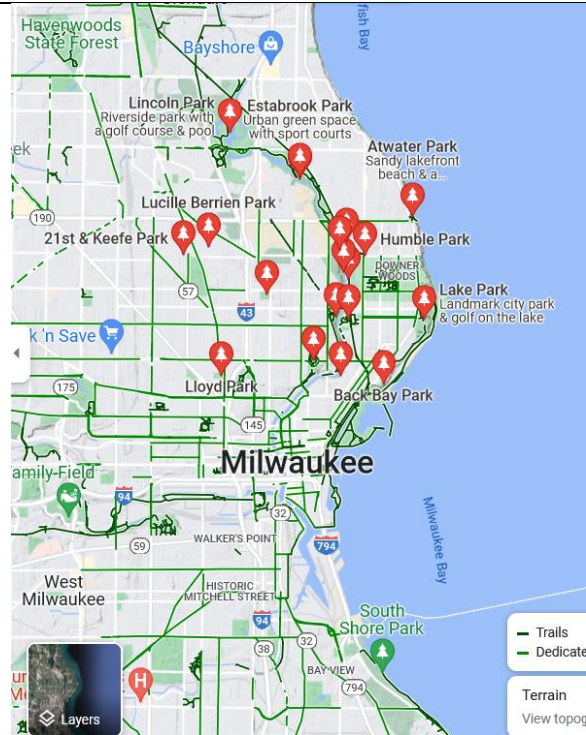 Havenwoods
State Forest
fish Bay
Bayshore
Lincoln Park
Riverside park with
a golf course & pool
Estabrook Park
Urban green space
with sport courts
Atwater Park
Sandy lakefront
beach & a...
eek
190
Lucille Berrien Park
21st & Keefe Park
Humble Park
DOWNER
WOODS
57
43
Lake Park
Landmark city park
& golf on the lake
k 'n Save
Lloyd Park
175
Back Bay Park
145
Milwaukee
Family Field
94
32
59
WALKER'S POINT
794
Milwaukee Bay
West
Milwaukee
HISTORIC
MITCHELL STREET
94
South
Shore Park
38
32
BAY VIEW
794
H
Layers
Trails
Dedicate
Terrain
View topog